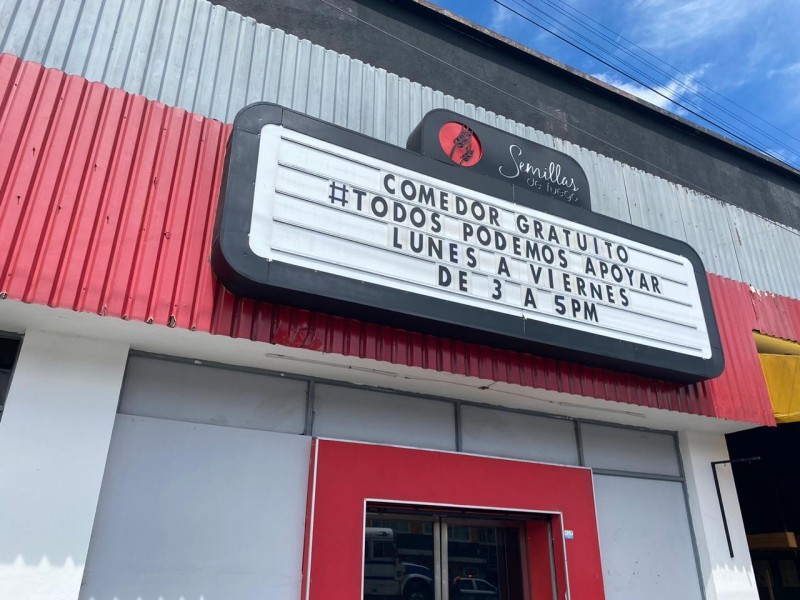 Semillas
de fuego
COMEDOR GRATUITO
#TODOS PODEMOS APOYAR
LUNES A VIERNES
DE 3 A 5PM